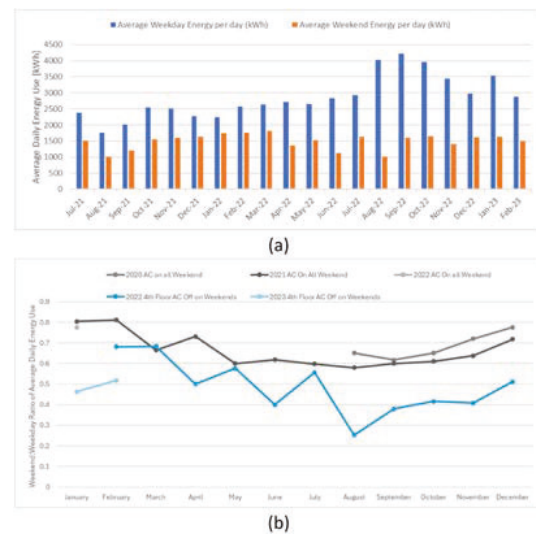 Average Weekday Energy per day (kWh) Average Weekend Energy per day (kWh)
Average Daily Energy Use [kWh]
4500
4000
3500
3000
2500
2000
1500
1000
500
0
Jul-21 Aug-21 Sep-21 Oct-21 Nov-21 Dec-21 Jan-22 Feb-22 Mar-22 Apr-22 May-22 Jun-22 Jul-22 Aug-22 Sep-22 Oct-22 Nov-22 Dec-22 Jan-23 Feb-23
(a)
2020 AC on all Weekend 2021 AC On All Weekend 2022 AC On all Weekend
2022 4th Floor AC Off on Weekends 2023 4th Floor AC Off on Weekends
Weekend Weekday Ratio of Average Daily Energy Use
0.9
0.8
0.7
0.6
0.5
0.4
0.3
0.2
0.1
0
January February March April May June July August September October November December
(b)